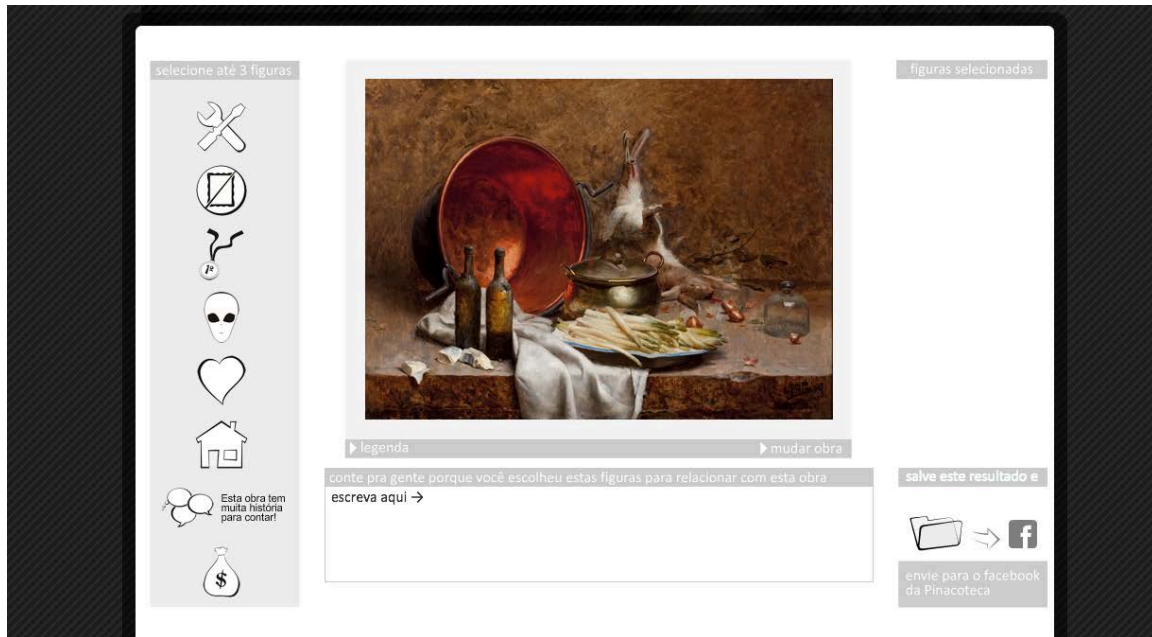 selecione até 3 figuras
figuras selecionadas
1º
Esta obra tem
muita história
para contar!
$
legenda
mudar obra
conte pra gente porque você escolheu estas figuras para relacionar com esta obra
escreva aqui →
salve este resultado e
f
envie para o facebook
da Pinacoteca